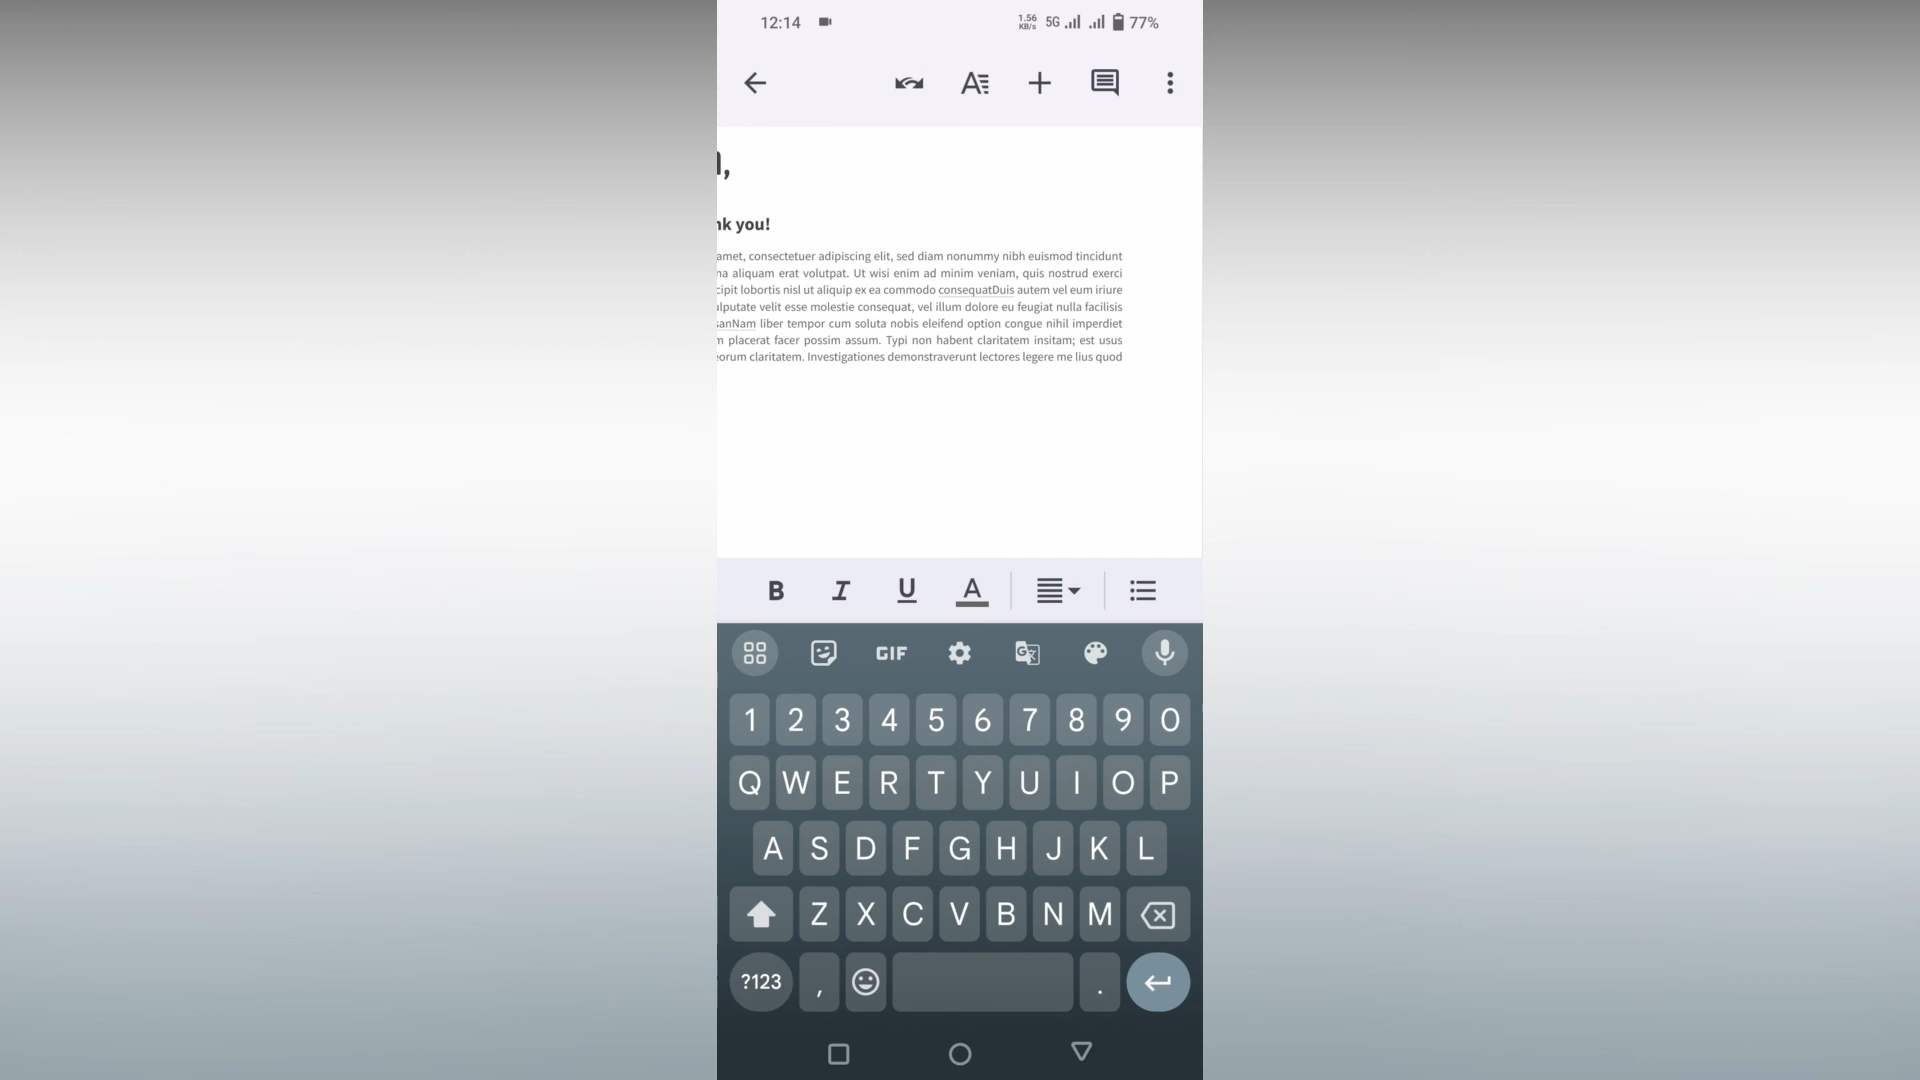 12:14
1.56 KB/s 5G 77%
,
nk you!
amet, consectetuer adipiscing elit, sed diam nonummy nibh euismod tincidunt
na aliquam erat volutpat. Ut wisi enim ad minim veniam, quis nostrud exerci
cipit lobortis nisl ut aliquip ex ea commodo consequatDuis autem vel eum iriure
ulputate velit esse molestie consequat, vel illum dolore eu feugiat nulla facilisis
sanNam liber tempor cum soluta nobis eleifend option congue nihil imperdiet
m placerat facer possim assum. Typi non habent claritatem insitam; est usus
eorum claritatem. Investigationes demonstraverunt lectores legere me lius quod
B I U A
GIF
1 2 3 4 5 6 7 8 9 0
Q W E R T Y U I O P
A S D F G H J K L
Z X C V B N M
?123 , .